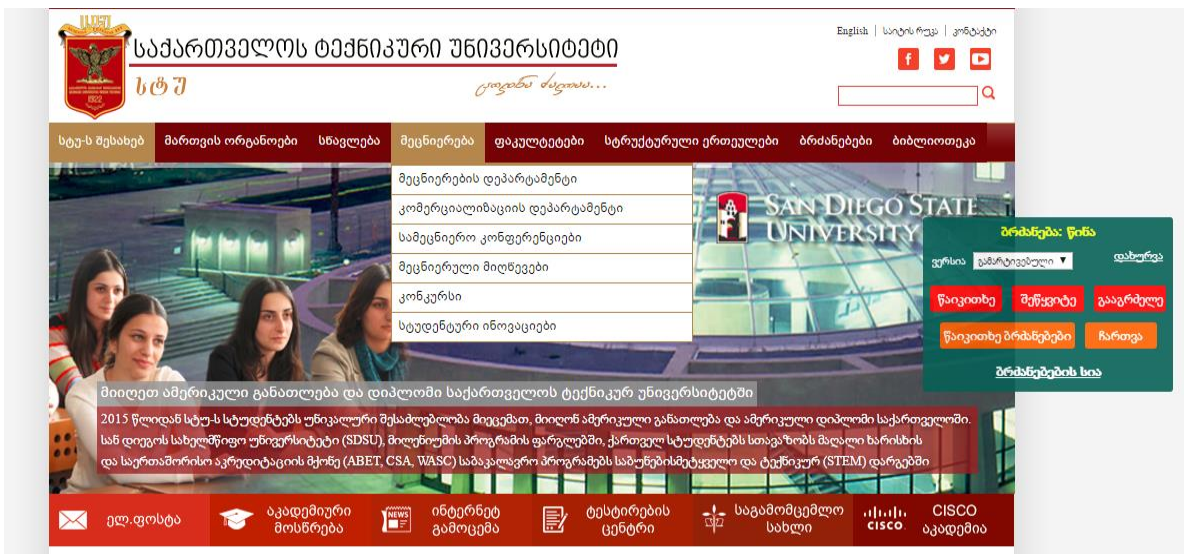 English | საიტის რუკა | კონტაქტი
საქართველოს ტექნიკური უნივერსიტეტი
სტუ
ცოდნა ძალაა...
1922
სტუ-ს შესახებ მართვის ორგანოები სწავლება მეცნიერება ფაკულტეტები სტრუქტურული ერთეულები ბრძანებები ბიბლიოთეკა
მეცნიერების დეპარტამენტი
კომერციალიზაციის დეპარტამენტი
სამეცნიერო კონფერენციები
მეცნიერული მიღწევები
კონკურსი
სტუდენტური ინოვაციები
SAN DIEGO STATE
UNIVERSITY
ბრძანება: წინა
ვერსია გამარტივებული ▼ დახურვა
წაიკითხე შეწყვიტე გააგრძელე
წაიკითხე ბრძანებები ჩართვა
ბრძანებების სია
მიიღეთ ამერიკული განათლება და დიპლომი საქართველოს ტექნიკურ უნივერსიტეტში
2015 წლიდან სტუ-ს სტუდენტებს უნიკალური შესაძლებლობა მიეცემათ, მიიღონ ამერიკული განათლება და ამერიკული დიპლომი საქართველოში.
სან დიეგოს სახელმწიფო უნივერსიტეტი (SDSU), მილენიუმის პროგრამის ფარგლებში, ქართველ სტუდენტებს სთავაზობს მაღალი ხარისხის
და საერთაშორისო აკრედიტაციის მქონე (ABET, CSA, WASC) საბაკალავრო პროგრამებს საბუნებისმეტყველო და ტექნიკურ (STEM) დარგებში
ელ.ფოსტა
აკადემიური
მოსწრება
NEWS
ინტერნეტ
გამოცემა
ტესტირების
ცენტრი
საგამომცემლო
სახლი
CISCO
CISCO
აკადემია